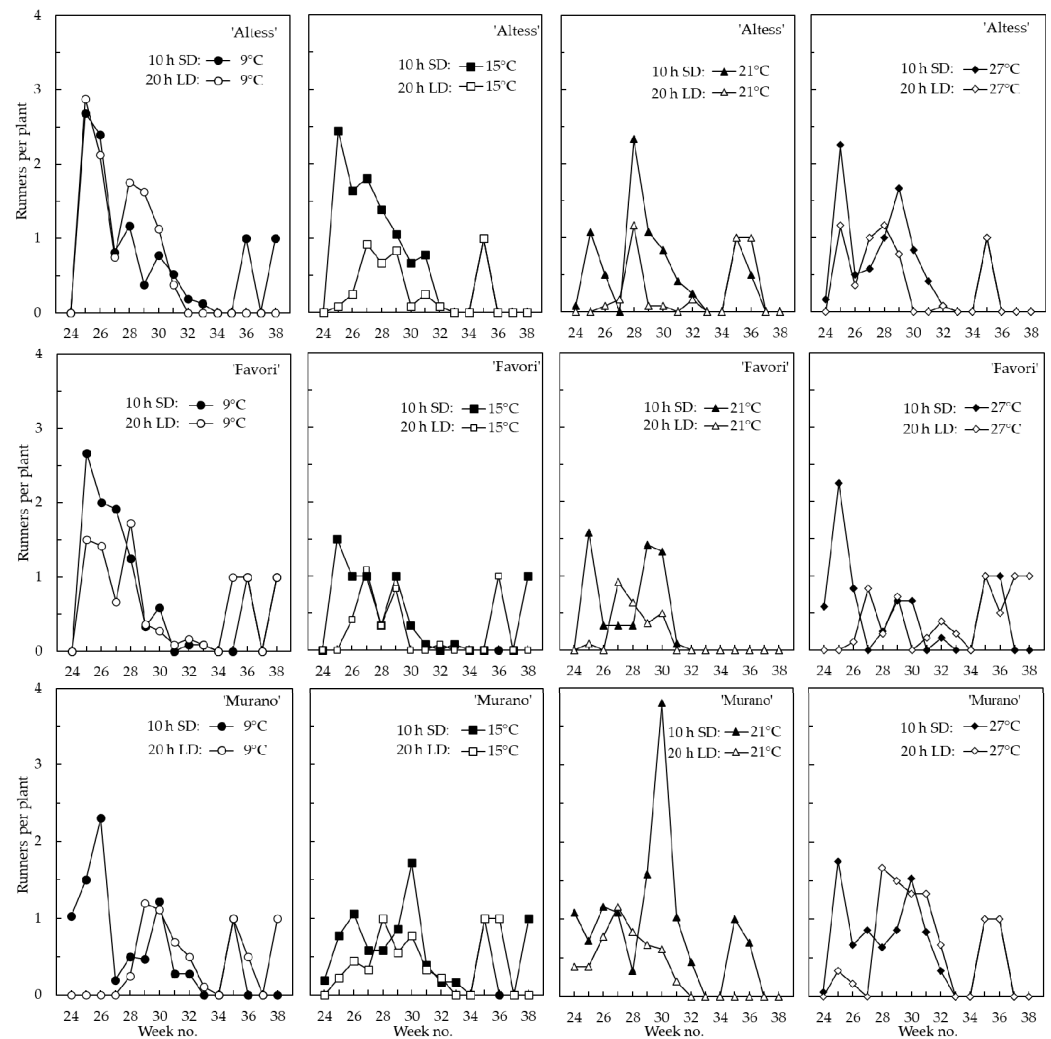 4
3
2
1
0
Runners per plant
'Altess'
10 h SD: 9°C
20 h LD: 9°C
24 26 28 30 32 34 36 38
'Altess'
10 h SD: 15°C
20 h LD: 15°C
24 26 28 30 32 34 36 38
'Altess'
10 h SD: 21°C
20 h LD: 21°C
24 26 28 30 32 34 36 38
'Altess'
10 h SD: 27°C
20 h LD: 27°C
24 26 28 30 32 34 36 38
4
3
2
1
0
Runners per plant
'Favori'
10 h SD: 9°C
20 h LD: 9°C
24 26 28 30 32 34 36 38
'Favori'
10 h SD: 15°C
20 h LD: 15°C
24 26 28 30 32 34 36 38
'Favori'
10 h SD: 21°C
20 h LD: 21°C
24 26 28 30 32 34 36 38
'Favori'
10 h SD: 27°C
20 h LD: 27°C
24 26 28 30 32 34 36 38
4
3
2
1
0
Runners per plant
'Murano'
10 h SD: 9°C
20 h LD: 9°C
24 26 28 30 32 34 36 38
Week no.
'Murano'
10 h SD: 15°C
20 h LD: 15°C
24 26 28 30 32 34 36 38
Week no.
'Murano'
10 h SD: 21°C
20 h LD: 21°C
24 26 28 30 32 34 36 38
Week no.
'Murano'
10 h SD: 27°C
20 h LD: 27°C
24 26 28 30 32 34 36 38
Week no.